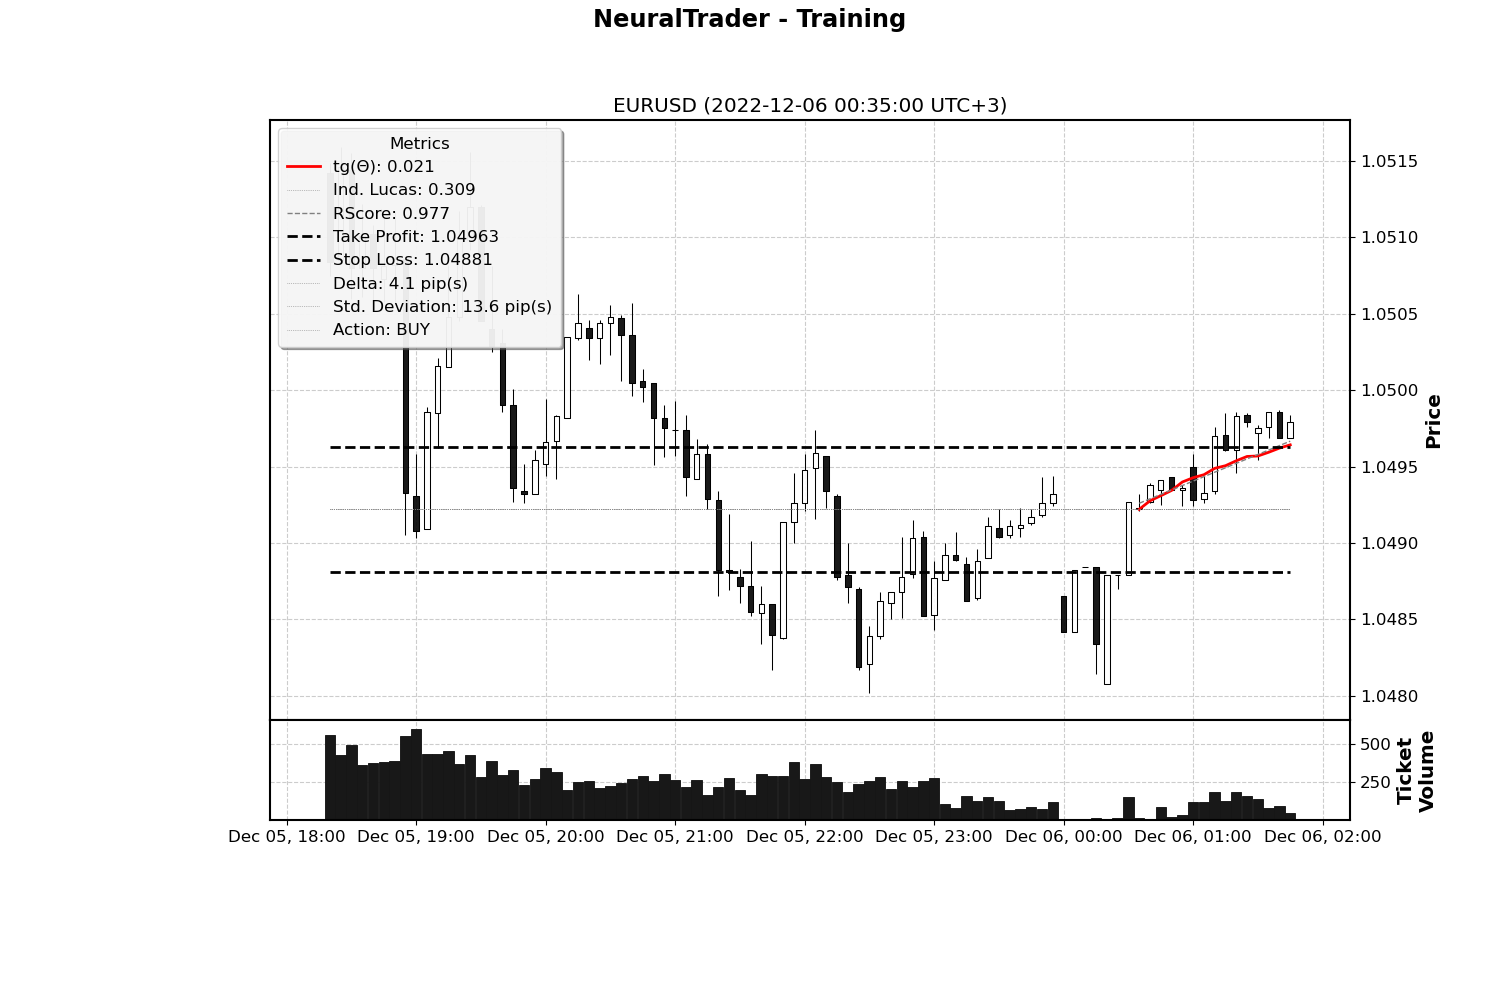 NeuralTrader - Training
EURUSD (2022-12-06 00:35:00 UTC+3)
Metrics
tg(Θ): 0.021
Ind. Lucas: 0.309
RScore: 0.977
Take Profit: 1.04963
Stop Loss: 1.04881
Delta: 4.1 pip(s)
Std. Deviation: 13.6 pip(s)
Action: BUY
1.0515
1.0510
1.0505
1.0500
1.0495
1.0490
1.0485
1.0480
Price
500
250
Ticket
Volume
Dec 05, 18:00
Dec 05, 19:00
Dec 05, 20:00
Dec 05, 21:00
Dec 05, 22:00
Dec 05, 23:00
Dec 06, 00:00
Dec 06, 01:00
Dec 06, 02:00